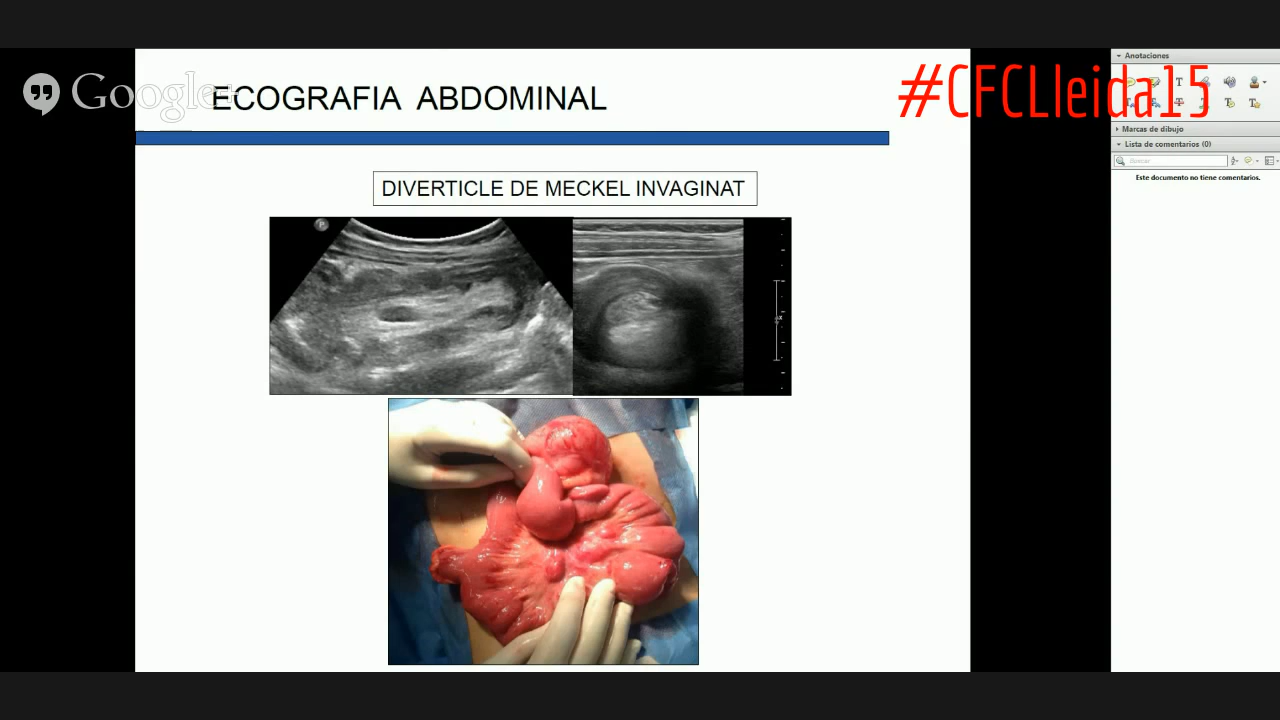 Google+
ECOGRAFIA ABDOMINAL
#CFCLleida15
DIVERTICLE DE MECKEL INVAGINAT
Anotaciones
Marcas de dibujo
Lista de comentarios (0)
Buscar
Este documento no tiene comentarios.